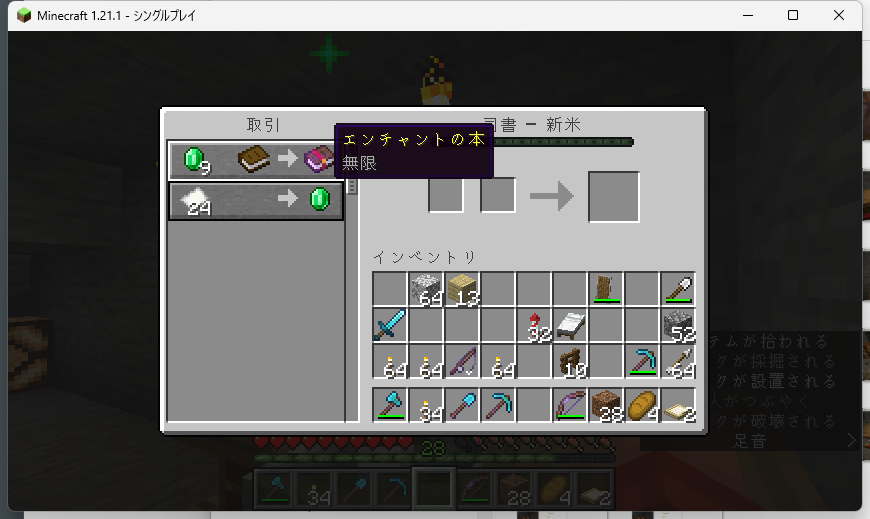 Minecraft 1.21.1 - シングルプレイ
取引
司書 - 新米
エンチャントの本
無限
9
24
インベントリ
64 13
32 52
64 64 64 10 64
34 28 4 2
テムが拾われる
クが採掘される
クが設置される
人がつぶやく
クが破壊される
足音 >
28
34 28 4 2